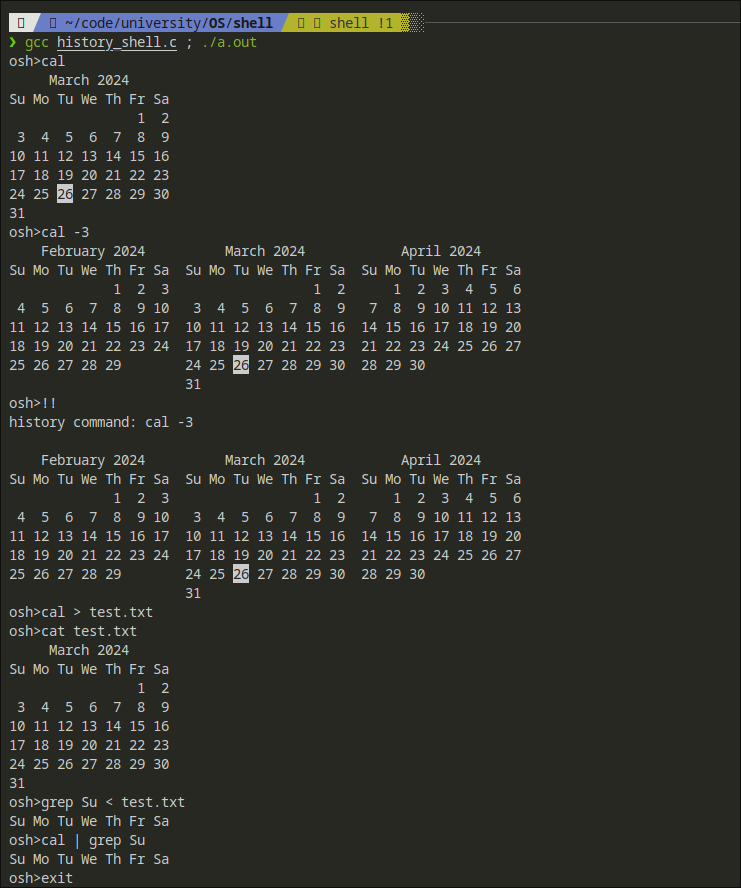 ~/code/university/OS/shell shell !1
❯ gcc history_shell.c ; ./a.out
osh>cal
     March 2024
Su Mo Tu We Th Fr Sa
                1  2
 3  4  5  6  7  8  9
10 11 12 13 14 15 16
17 18 19 20 21 22 23
24 25 26 27 28 29 30
31
osh>cal -3
    February 2024          March 2024            April 2024
Su Mo Tu We Th Fr Sa  Su Mo Tu We Th Fr Sa  Su Mo Tu We Th Fr Sa
             1  2  3                  1  2      1  2  3  4  5  6
 4  5  6  7  8  9 10   3  4  5  6  7  8  9   7  8  9 10 11 12 13
11 12 13 14 15 16 17  10 11 12 13 14 15 16  14 15 16 17 18 19 20
18 19 20 21 22 23 24  17 18 19 20 21 22 23  21 22 23 24 25 26 27
25 26 27 28 29        24 25 26 27 28 29 30  28 29 30
                      31
osh>!!
history command: cal -3

    February 2024          March 2024            April 2024
Su Mo Tu We Th Fr Sa  Su Mo Tu We Th Fr Sa  Su Mo Tu We Th Fr Sa
             1  2  3                  1  2      1  2  3  4  5  6
 4  5  6  7  8  9 10   3  4  5  6  7  8  9   7  8  9 10 11 12 13
11 12 13 14 15 16 17  10 11 12 13 14 15 16  14 15 16 17 18 19 20
18 19 20 21 22 23 24  17 18 19 20 21 22 23  21 22 23 24 25 26 27
25 26 27 28 29        24 25 26 27 28 29 30  28 29 30
                      31
osh>cal > test.txt
osh>cat test.txt
     March 2024
Su Mo Tu We Th Fr Sa
                1  2
 3  4  5  6  7  8  9
10 11 12 13 14 15 16
17 18 19 20 21 22 23
24 25 26 27 28 29 30
31
osh>grep Su < test.txt
Su Mo Tu We Th Fr Sa
osh>cal | grep Su
Su Mo Tu We Th Fr Sa
osh>exit